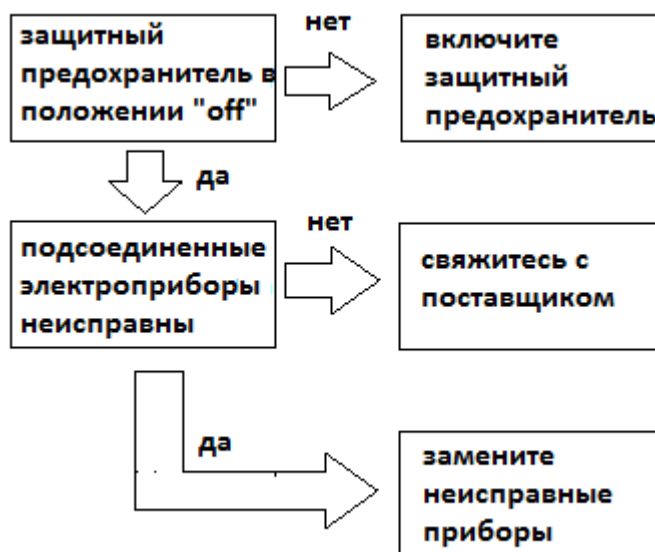 защитный
предохранитель в
положении "off"
нет
включите
защитный
предохранитель
да
подсоединенные
электроприборы
неисправны
нет
свяжитесь с
поставщиком
да
замените
неисправные
приборы